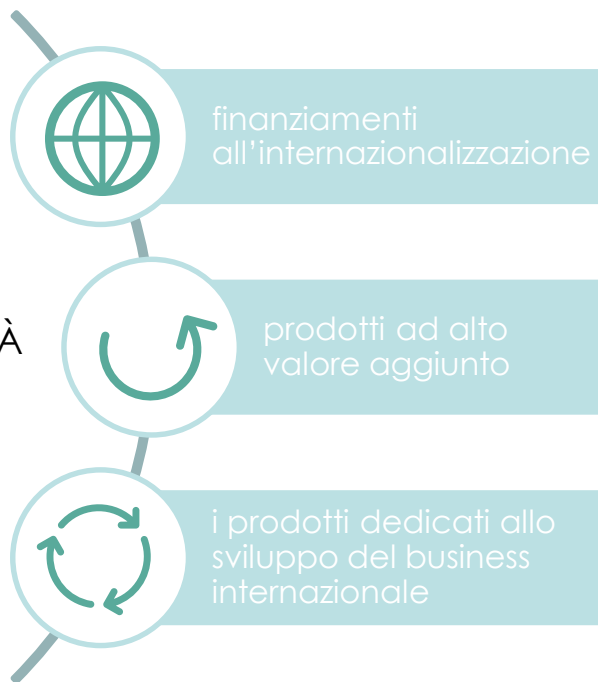 finanziamenti
all'internazionalizzazione
À
prodotti ad alto
valore aggiunto
i prodotti dedicati allo
sviluppo del business
internazionale